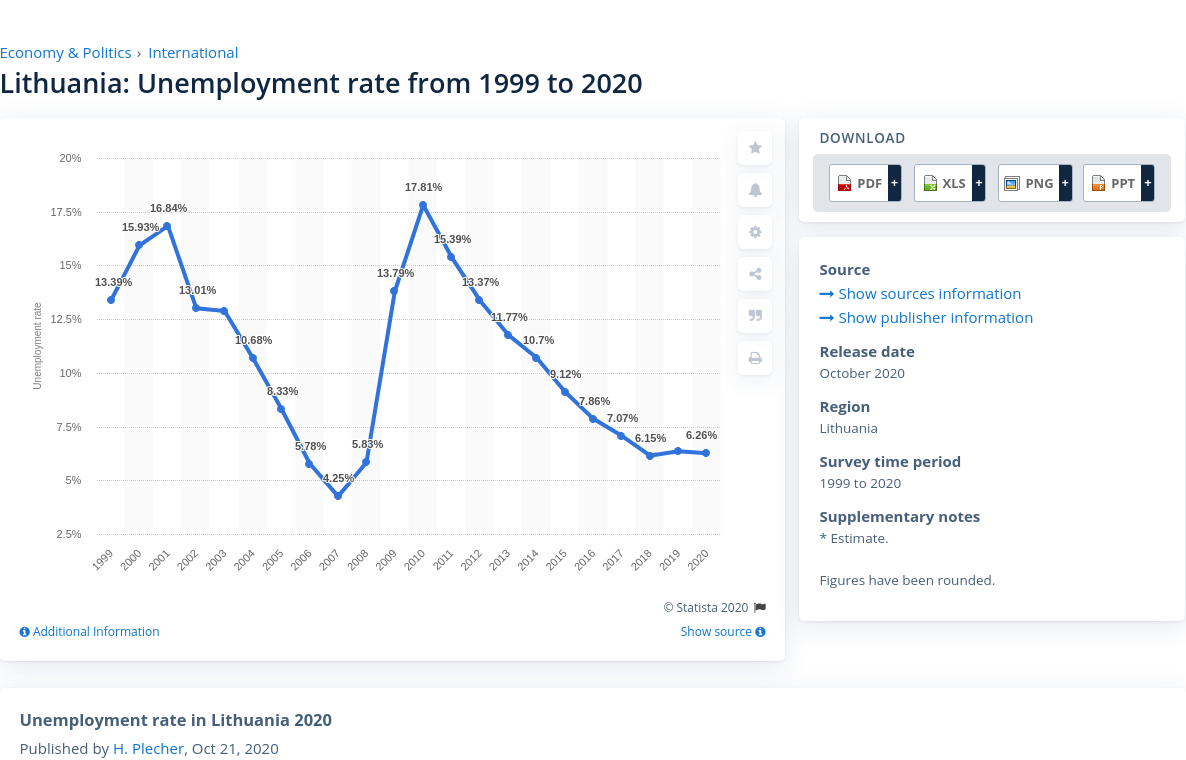 Economy & Politics › International
Lithuania: Unemployment rate from 1999 to 2020
20%
17.5%
15%
12.5%
10%
7.5%
5%
2.5%
Unemployment rate
13.39%
15.93%
16.84%
13.01%
10.68%
8.33%
5.78%
4.25%
5.83%
13.79%
17.81%
15.39%
13.37%
11.77%
10.7%
9.12%
7.86%
7.07%
6.15%
6.26%
1999
2000
2001
2002
2003
2004
2005
2006
2007
2008
2009
2010
2011
2012
2013
2014
2015
2016
2017
2018
2019
2020
© Statista 2020
Additional Information
Show source
DOWNLOAD
PDF +
XLS +
PNG +
PPT +
Source
Show sources information
Show publisher information
Release date
October 2020
Region
Lithuania
Survey time period
1999 to 2020
Supplementary notes
* Estimate.
Figures have been rounded.
Unemployment rate in Lithuania 2020
Published by H. Plecher, Oct 21, 2020